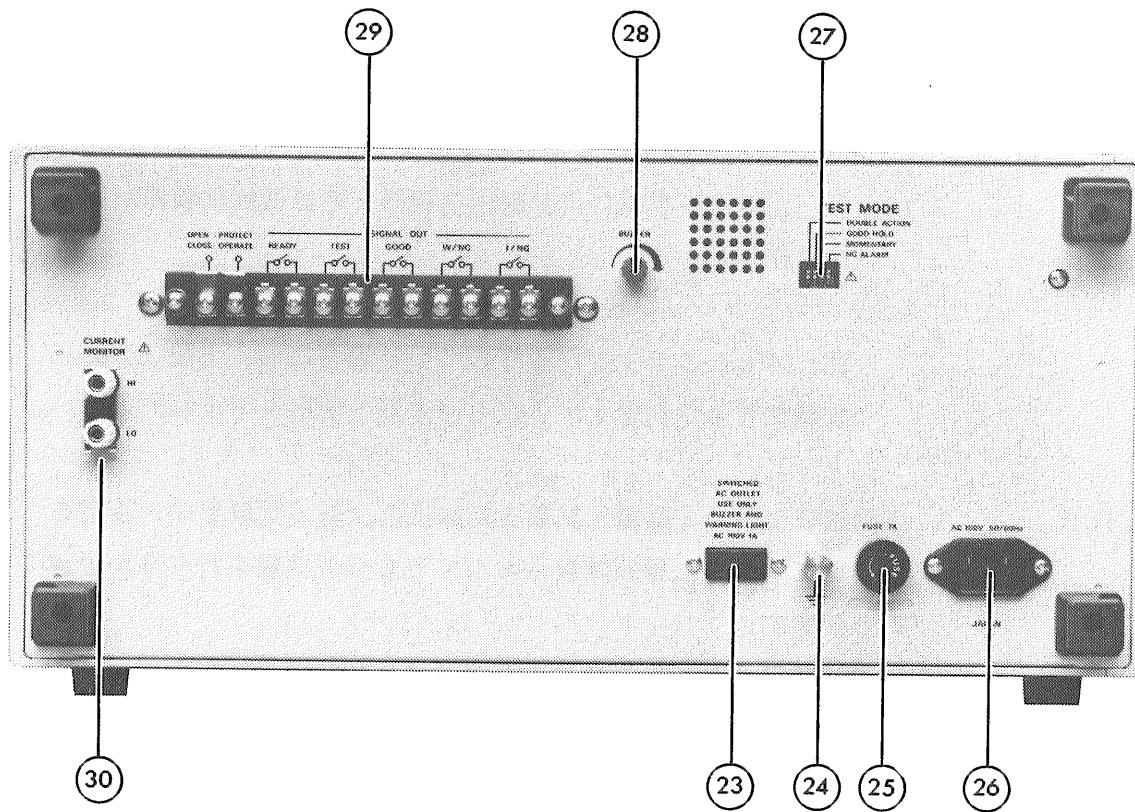 29
28
27
TEST MODE
DOUBLE ACTION
GOOD HOLD
MOMENTARY
NG ALARM
OPEN PROTECT
CLOSE OPERATE
SIGNAL OUT
READY TEST GOOD W/NG I/NG
BUZZER
CURRENT
MONITOR
HI
LO
SWITCHED
AC OUTLET
USE ONLY
BUZZER AND
WARNING LIGHT
AC 100V 1A
FUSE 7A
AC 100V 50/60Hz
JAPAN
30
23
24
25
26